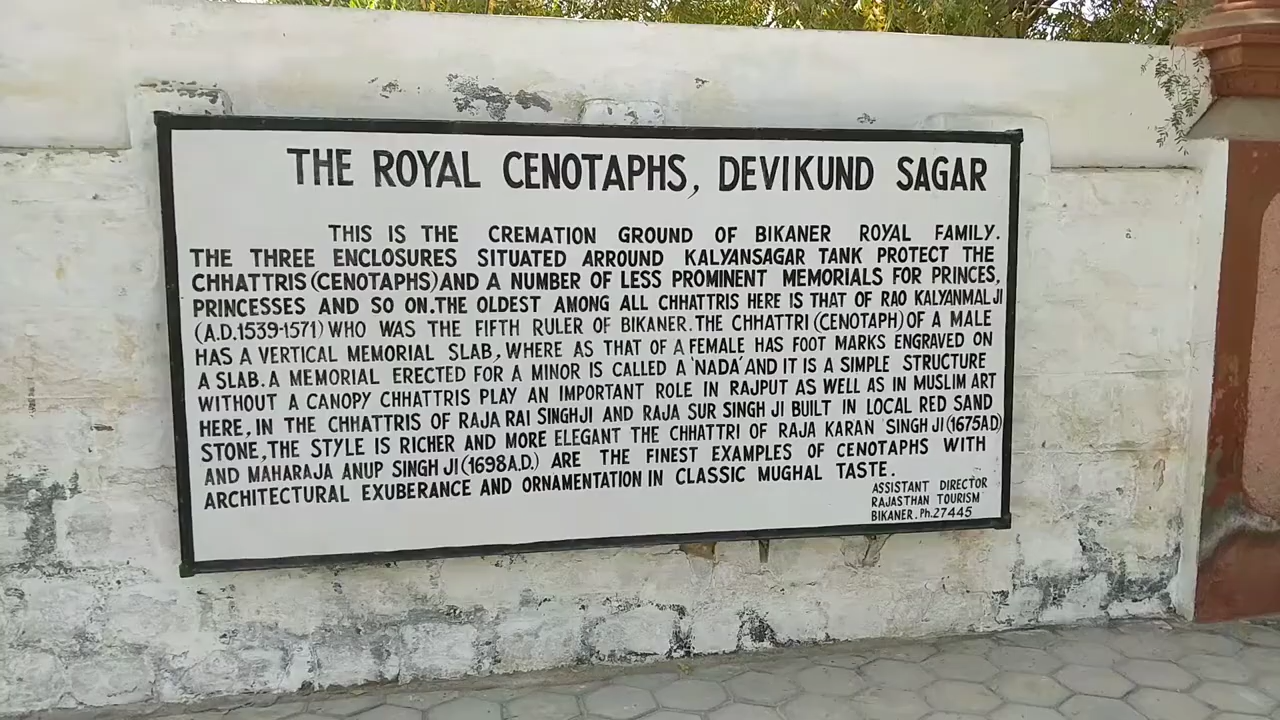 THE ROYAL CENOTAPHS, DEVIKUND SAGAR
THIS IS THE CREMATION GROUND OF BIKANER ROYAL FAMILY.
THE THREE ENCLOSURES SITUATED ARROUND KALYANSAGAR TANK PROTECT THE
CHHATTRIS (CENOTAPHS) AND A NUMBER OF LESS PROMINENT MEMORIALS FOR PRINCES,
PRINCESSES AND SO ON. THE OLDEST AMONG ALL CHHATTRIS HERE IS THAT OF RAO KALYANMAL JI
(A.D. 1539-1571) WHO WAS THE FIFTH RULER OF BIKANER. THE CHHATTRI (CENOTAPH) OF A MALE
HAS A VERTICAL MEMORIAL SLAB, WHERE AS THAT OF A FEMALE HAS FOOT MARKS ENGRAVED ON
A SLAB. A MEMORIAL ERECTED FOR A MINOR IS CALLED A 'NADA' AND IT IS A SIMPLE STRUCTURE
WITHOUT A CANOPY CHHATTRIS PLAY AN IMPORTANT ROLE IN RAJPUT AS WELL AS IN MUSLIM ART
HERE, IN THE CHHATTRIS OF RAJA RAI SINGHJI AND RAJA SUR SINGH JI BUILT IN LOCAL RED SAND
STONE, THE STYLE IS RICHER AND MORE ELEGANT THE CHHATTRI OF RAJA KARAN SINGH JI (1675AD)
AND MAHARAJA ANUP SINGH JI (1698 A.D.) ARE THE FINEST EXAMPLES OF CENOTAPHS WITH
ARCHITECTURAL EXUBERANCE AND ORNAMENTATION IN CLASSIC MUGHAL TASTE.
ASSISTANT DIRECTOR
RAJASTHAN TOURISM
BIKANER. Ph. 27445